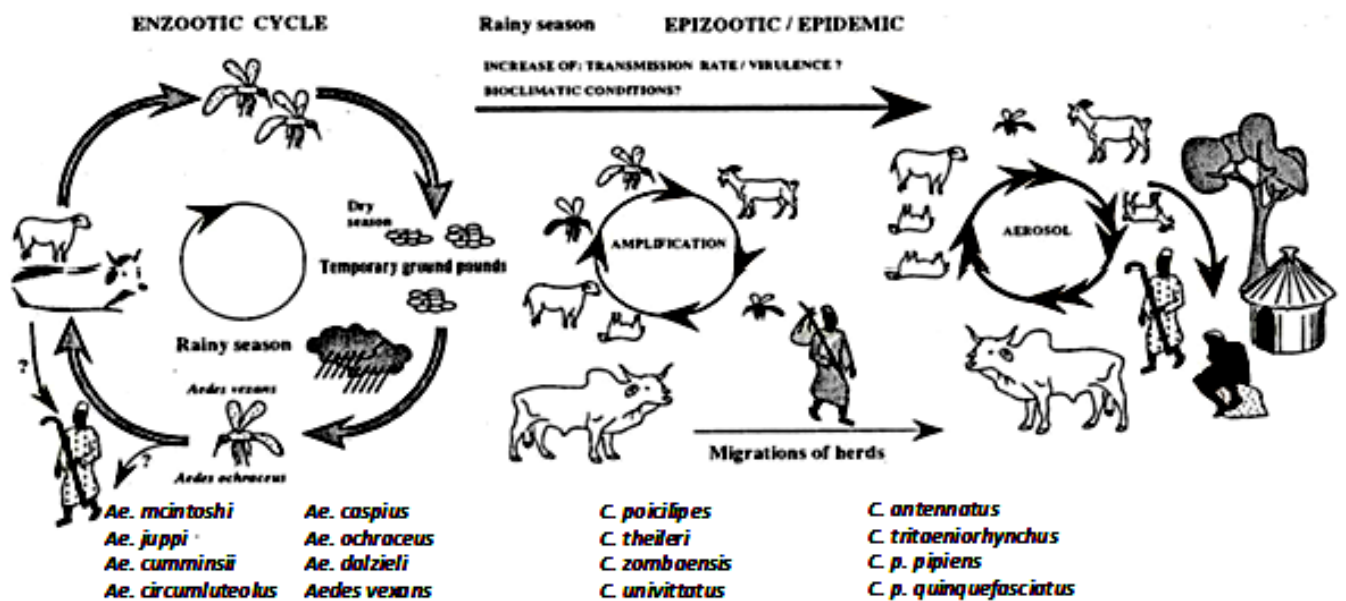 ENZOOTIC CYCLE
Rainy season
EPIZOOTIC / EPIDEMIC
INCREASE OF: TRANSMISSION RATE / VIRULENCE ?
BIOCLIMATIC CONDITIONS?
Dry
season
Temporary ground pounds
AMPLIFICATION
AEROSOL
Rainy season
?
Aedes vexans
?
Aedes ochraceus
Migrations of herds
Ae. mcintoshi
Ae. juppi
Ae. cumminsii
Ae. circumluteolus
Ae. caspius
Ae. ochraceus
Ae. dalzieli
Aedes vexans
C. poicilipes
C. theileri
C. zombaensis
C. univittatus
C. antennatus
C. tritaeniorhynchus
C. p. pipiens
C. p. quinquefasciatus